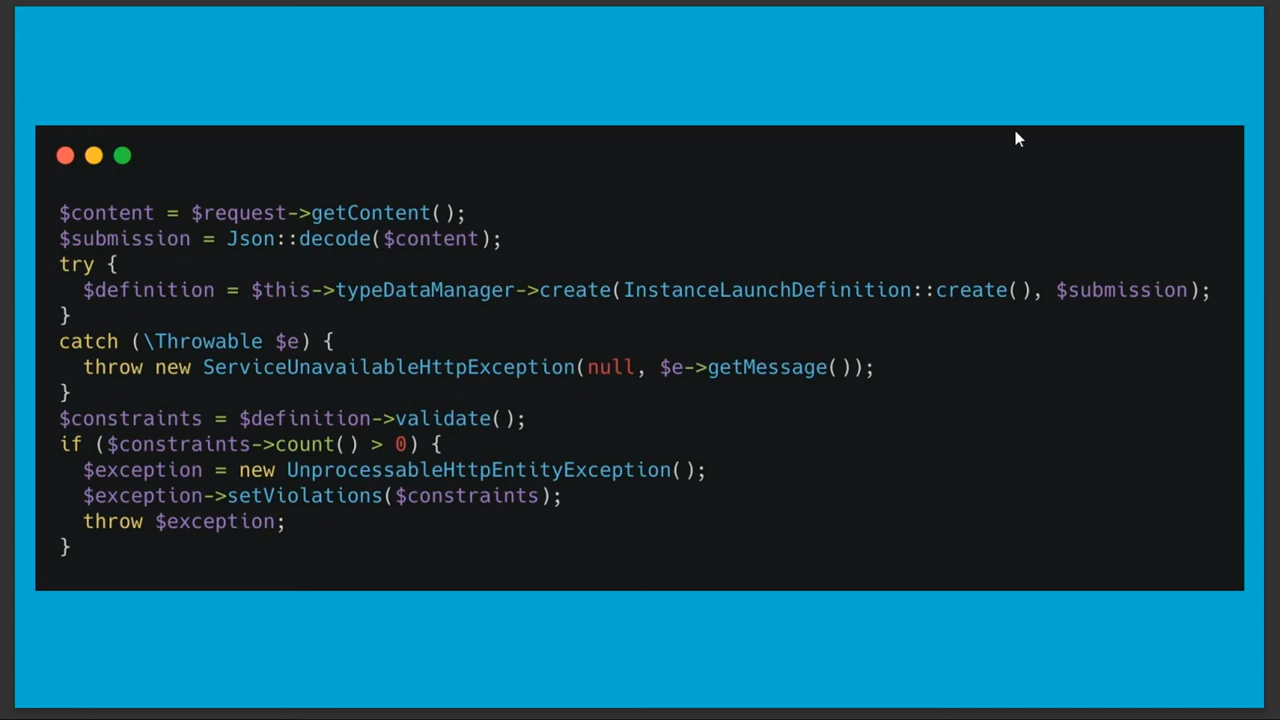 $content = $request->getContent();
$submission = Json::decode($content);
try {
  $definition = $this->typeDataManager->create(InstanceLaunchDefinition::create(), $submission);
}
catch (\Throwable $e) {
  throw new ServiceUnavailableHttpException(null, $e->getMessage());
}
$constraints = $definition->validate();
if ($constraints->count() > 0) {
  $exception = new UnprocessableHttpEntityException();
  $exception->setViolations($constraints);
  throw $exception;
}